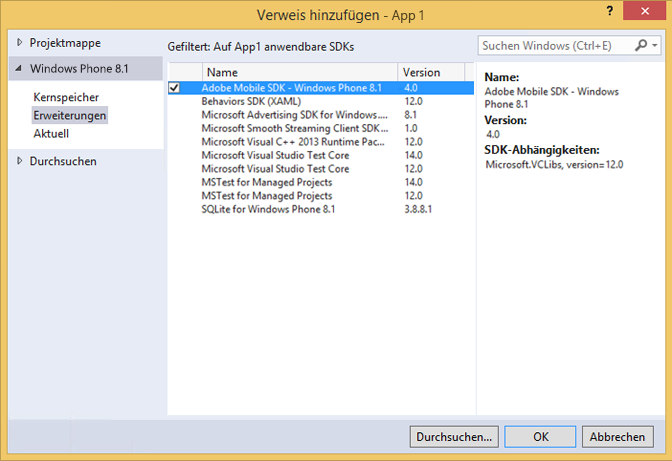 Verweis hinzufügen - App 1
?
Projektmappe
Windows Phone 8.1
Kernspeicher
Erweiterungen
Aktuell
Durchsuchen
Gefiltert: Auf App1 anwendbare SDKs
Name Version
Adobe Mobile SDK - Windows Phone 8.1 4.0
Behaviors SDK (XAML) 12.0
Microsoft Advertising SDK for Windows.... 8.1
Microsoft Smooth Streaming Client SDK... 1.0
Microsoft Visual C++ 2013 Runtime Pac... 12.0
Microsoft Visual Studio Test Core 14.0
Microsoft Visual Studio Test Core 12.0
MSTest for Managed Projects 14.0
MSTest for Managed Projects 12.0
SQLite for Windows Phone 8.1 3.8.8.1
Suchen Windows (Ctrl+E)
Name:
Adobe Mobile SDK - Windows
Phone 8.1
Version:
4.0
SDK-Abhängigkeiten:
Microsoft.VCLibs, version=12.0
Durchsuchen... OK Abbrechen